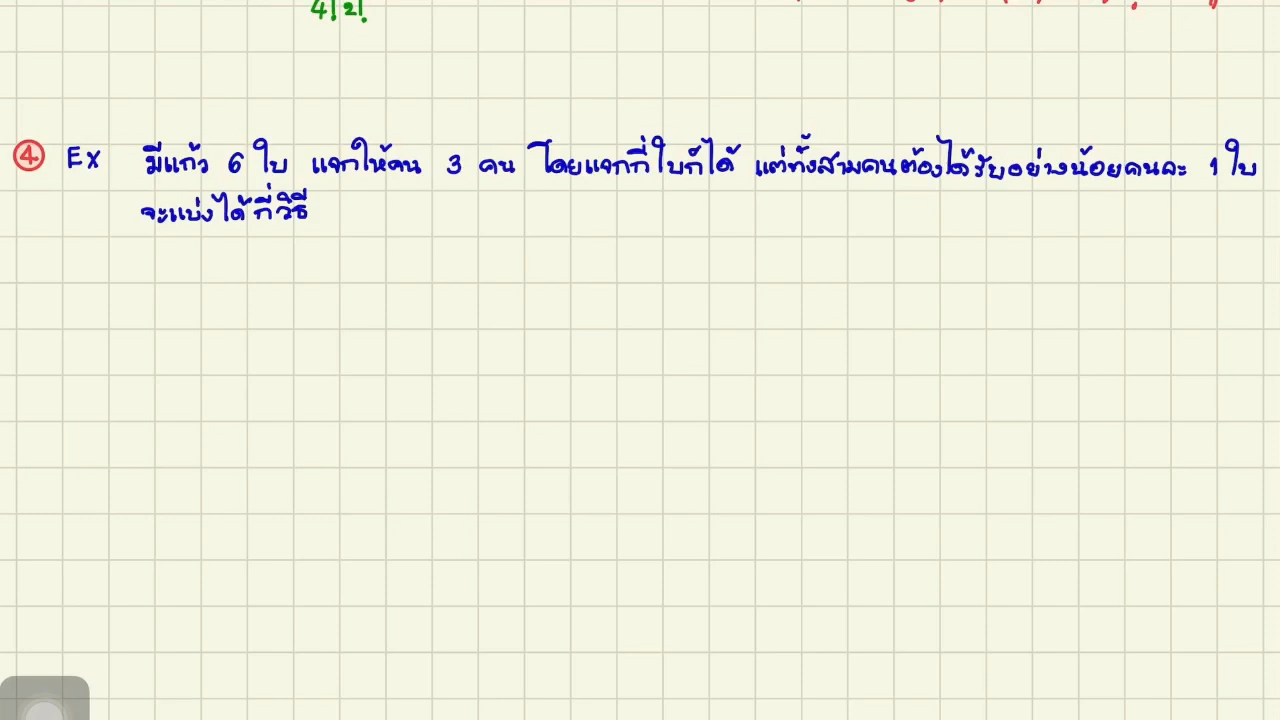 4! 2!
④ Ex มีแก้ว 6 ใบ แจกให้คน 3 คน โดยแจกกี่ใบก็ได้ แต่ทั้งสามคนต้องได้รับอย่างน้อยคนละ 1 ใบ
จะแบ่งได้กี่วิธี